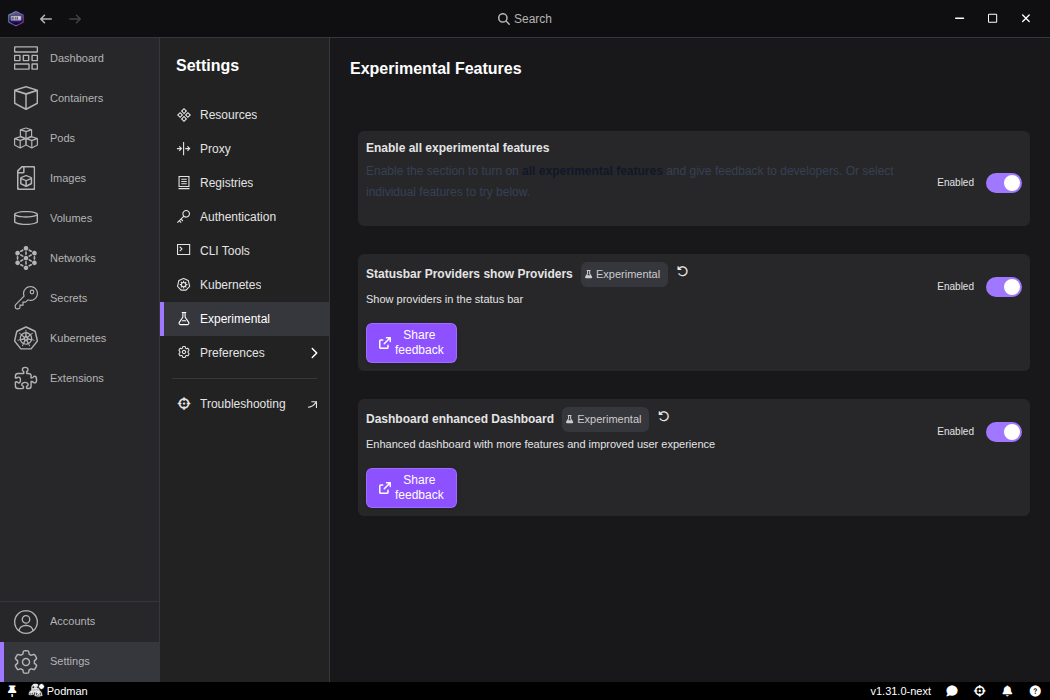 Search
Dashboard
Containers
Pods
Images
Volumes
Networks
Secrets
Kubernetes
Extensions
Accounts
Settings
Settings
Resources
Proxy
Registries
Authentication
CLI Tools
Kubernetes
Experimental
Preferences
Troubleshooting
Experimental Features
Enable all experimental features
Enable the section to turn on all experimental features and give feedback to developers. Or select
individual features to try below.
Enabled
Statusbar Providers show Providers Experimental
Show providers in the status bar
Enabled
Share
feedback
Dashboard enhanced Dashboard Experimental
Enhanced dashboard with more features and improved user experience
Enabled
Share
feedback
Podman
v1.31.0-next